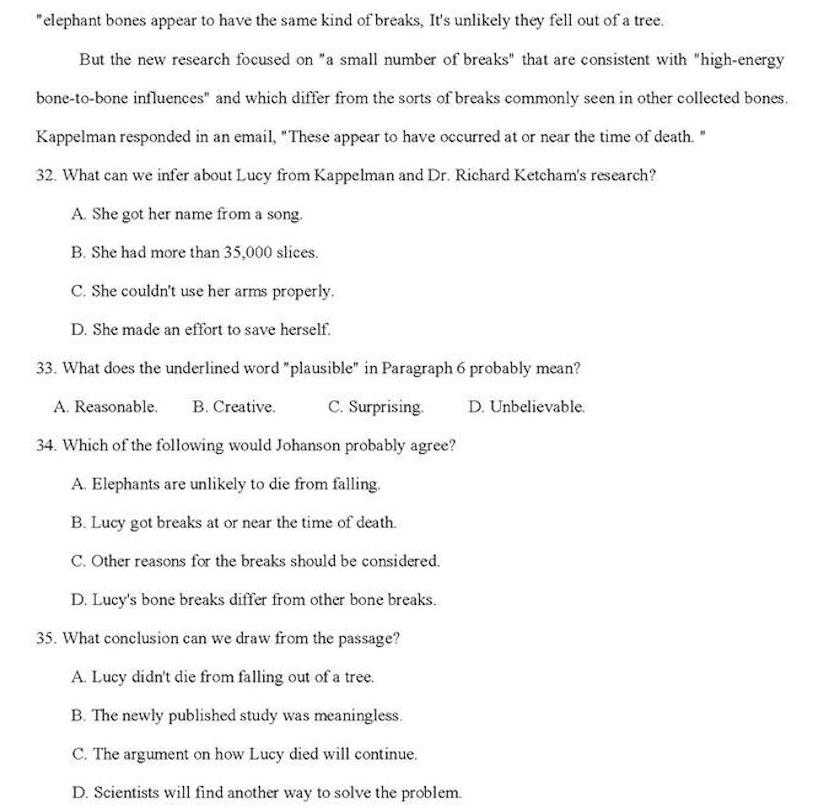 "elephant bones appear to have the same kind of breaks, It's unlikely they fell out of a tree.
But the new research focused on "a small number of breaks" that are consistent with "high-energy
bone-to-bone influences" and which differ from the sorts of breaks commonly seen in other collected bones.
Kappelman responded in an email, "These appear to have occurred at or near the time of death. "
32. What can we infer about Lucy from Kappelman and Dr. Richard Ketcham's research?
A. She got her name from a song.
B. She had more than 35,000 slices.
C. She couldn't use her arms properly.
D. She made an effort to save herself.
33. What does the underlined word "plausible" in Paragraph 6 probably mean?
A. Reasonable. B. Creative. C. Surprising. D. Unbelievable.
34. Which of the following would Johanson probably agree?
A. Elephants are unlikely to die from falling.
B. Lucy got breaks at or near the time of death.
C. Other reasons for the breaks should be considered.
D. Lucy's bone breaks differ from other bone breaks.
35. What conclusion can we draw from the passage?
A. Lucy didn't die from falling out of a tree.
B. The newly published study was meaningless.
C. The argument on how Lucy died will continue.
D. Scientists will find another way to solve the problem.